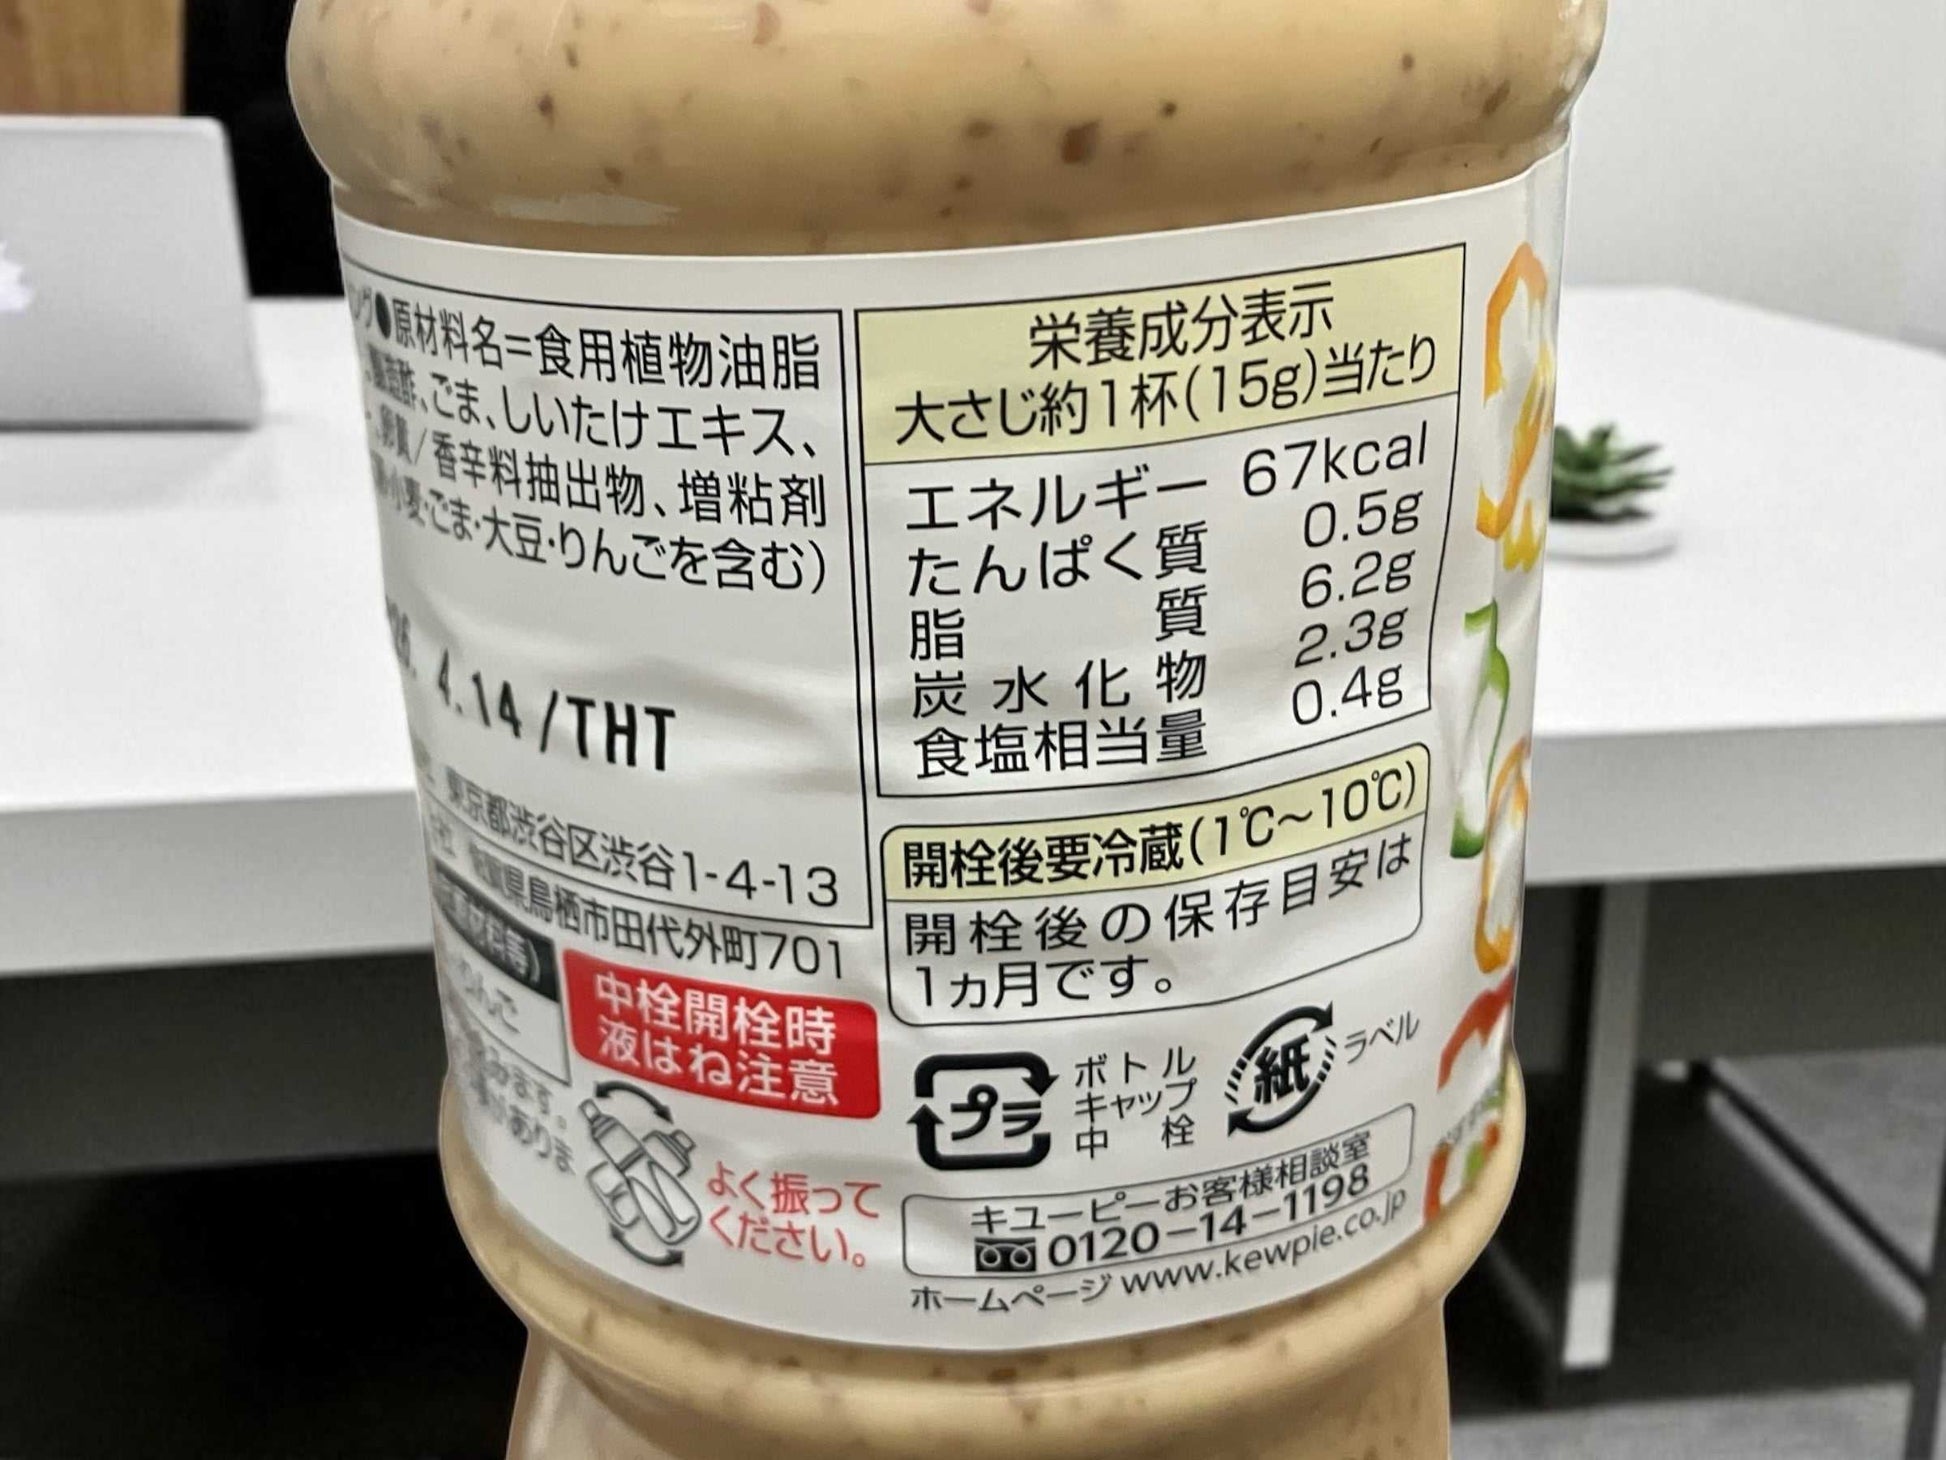 ング●原材料名=食用植物油脂
醸造酢、ごま、しいたけエキス、
卵黄/香辛料抽出物、増粘剤
小麦・ごま・大豆・りんごを含む)
4.14/THT
東京都渋谷区渋谷1-4-13
佐賀県鳥栖市田代外町701
りんご
中栓開栓時
液はね注意
よく振って
ください。
栄養成分表示
大さじ約1杯(15g)当たり
エネルギー 67kcal
たんぱく質 0.5g
脂質 6.2g
炭水化物 2.3g
食塩相当量 0.4g
開栓後要冷蔵(1℃~10℃)
開栓後の保存目安は
1ヵ月です。
プラ
ボトル
キャップ
中栓
紙
ラベル
キユーピーお客様相談室
0120-14-1198
ホームページ www.kewpie.co.jp